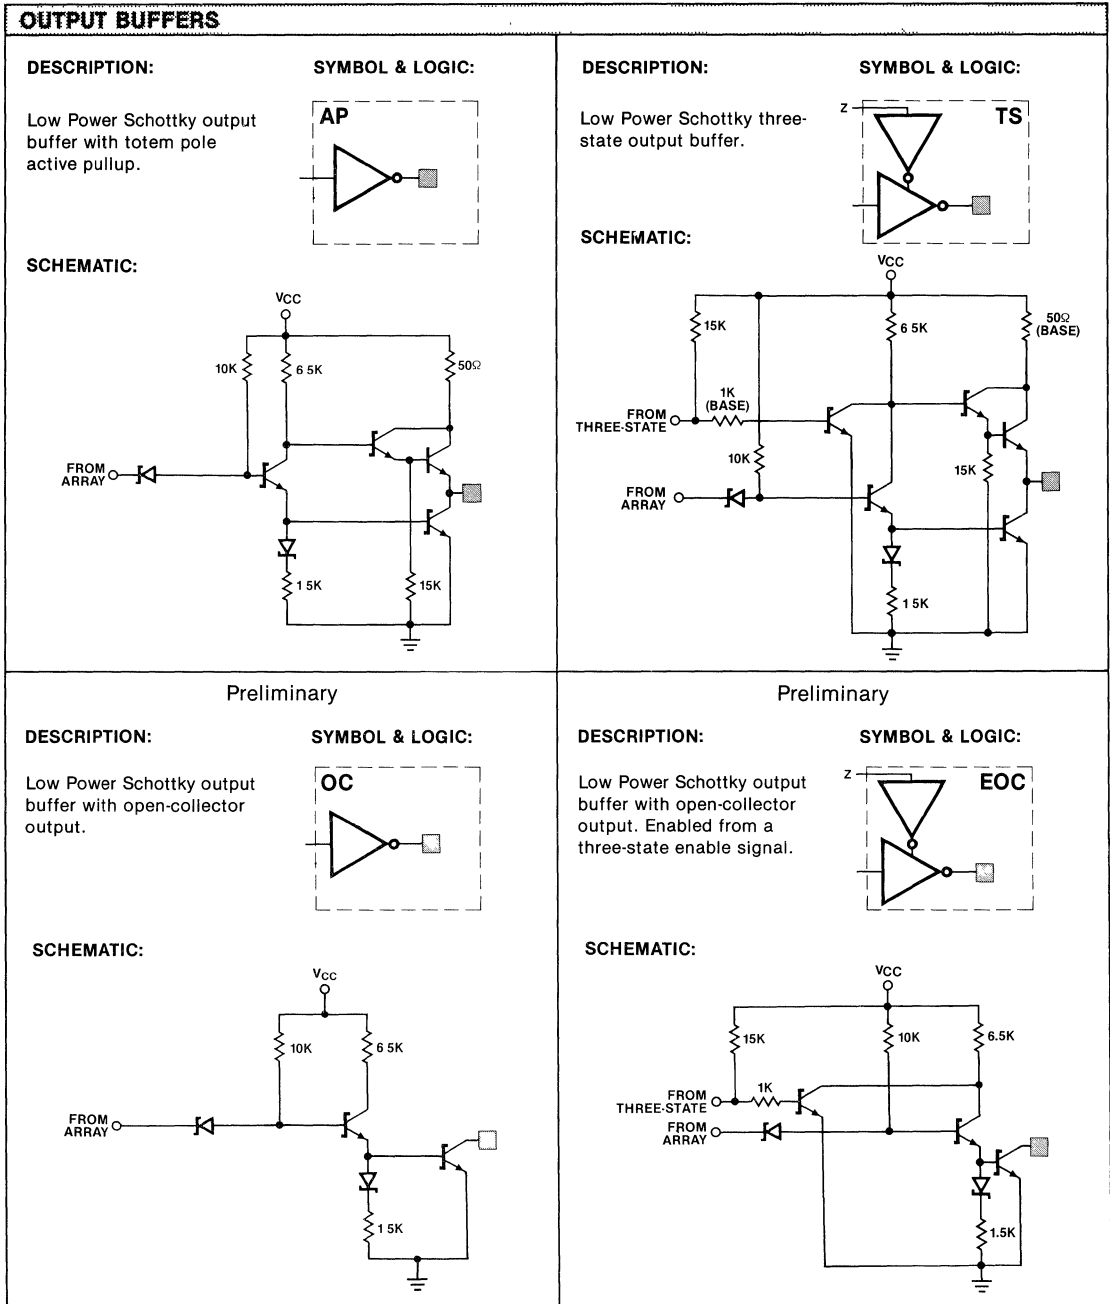 OUTPUT BUFFERS
DESCRIPTION:
SYMBOL & LOGIC:
Low Power Schottky output
buffer with totem pole
active pullup.
AP
SCHEMATIC:
VCC
10K
6 5K
50Ω
FROM
ARRAY
1 5K
15K
DESCRIPTION:
SYMBOL & LOGIC:
Low Power Schottky three-
state output buffer.
Z
TS
SCHEMATIC:
VCC
15K
6 5K
50Ω
(BASE)
1K
(BASE)
FROM
THREE-STATE
10K
15K
FROM
ARRAY
1 5K
Preliminary
DESCRIPTION:
SYMBOL & LOGIC:
Low Power Schottky output
buffer with open-collector
output.
OC
SCHEMATIC:
VCC
10K
6 5K
FROM
ARRAY
1 5K
Preliminary
DESCRIPTION:
SYMBOL & LOGIC:
Low Power Schottky output
buffer with open-collector
output. Enabled from a
three-state enable signal.
Z
EOC
SCHEMATIC:
VCC
15K
10K
6.5K
1K
FROM
THREE-STATE
FROM
ARRAY
1.5K